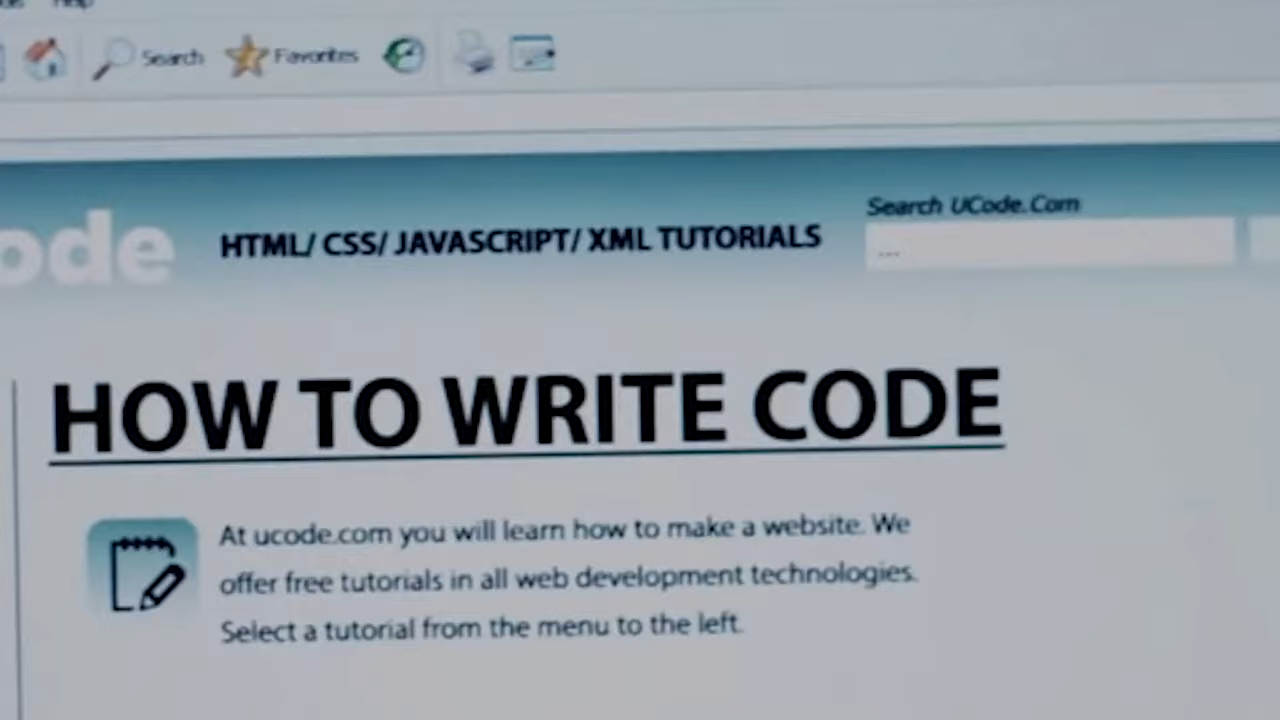 Help
Search Favorites
ode
HTML/ CSS/ JAVASCRIPT/ XML TUTORIALS
Search UCode.Com
...
HOW TO WRITE CODE
At ucode.com you will learn how to make a website. We
offer free tutorials in all web development technologies.
Select a tutorial from the menu to the left.